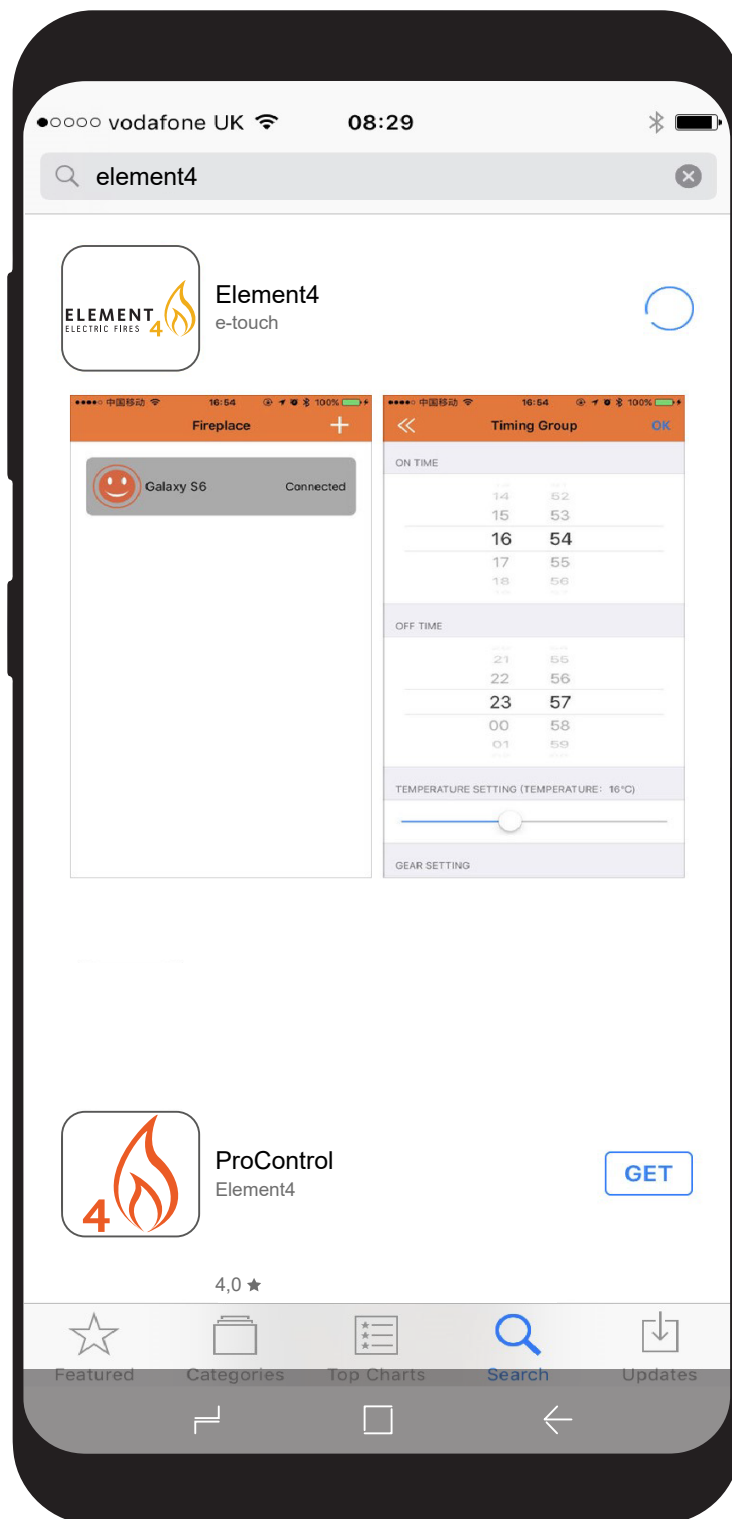 vodafone UK 08:29
element4
ELEMENT 4
ELECTRIC FIRES
Element4
e-touch
中国移动 16:54 100%
Fireplace +
Galaxy S6 Connected
中国移动 16:54 100%
Timing Group OK
ON TIME
14 52
15 53
16 54
17 55
18 56
OFF TIME
21 55
22 56
23 57
00 58
01 59
TEMPERATURE SETTING (TEMPERATURE: 16°C)
GEAR SETTING
4
ProControl
Element4
GET
4,0 ★
Featured Categories Top Charts Search Updates